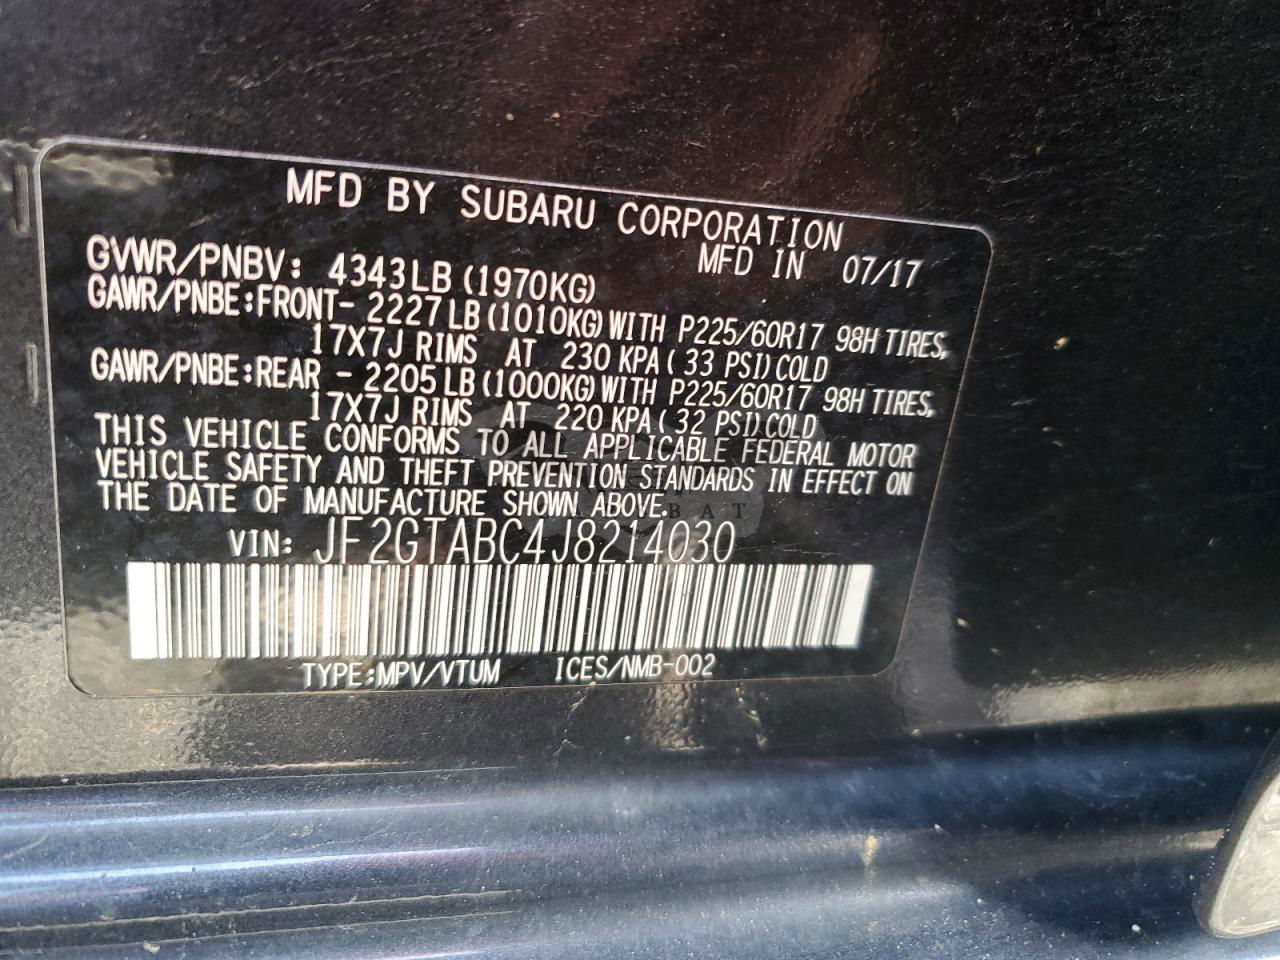 MFD BY SUBARU CORPORATION
MFD IN 07/17
GVWR/PNBV: 4343LB (1970KG)
GAWR/PNBE:FRONT- 2227LB (1010KG) WITH P225/60R17 98H TIRES,
17X7J RIMS AT 230 KPA ( 33 PSI) COLD
GAWR/PNBE:REAR - 2205LB (1000KG) WITH P225/60R17 98H TIRES,
17X7J RIMS AT 220 KPA ( 32 PSI) COLD
THIS VEHICLE CONFORMS TO ALL APPLICABLE FEDERAL MOTOR
VEHICLE SAFETY AND THEFT PREVENTION STANDARDS IN EFFECT ON
THE DATE OF MANUFACTURE SHOWN ABOVE.
VIN: JF2GTABC4J8214030
TYPE:MPV/VTUM ICES/NMB-002